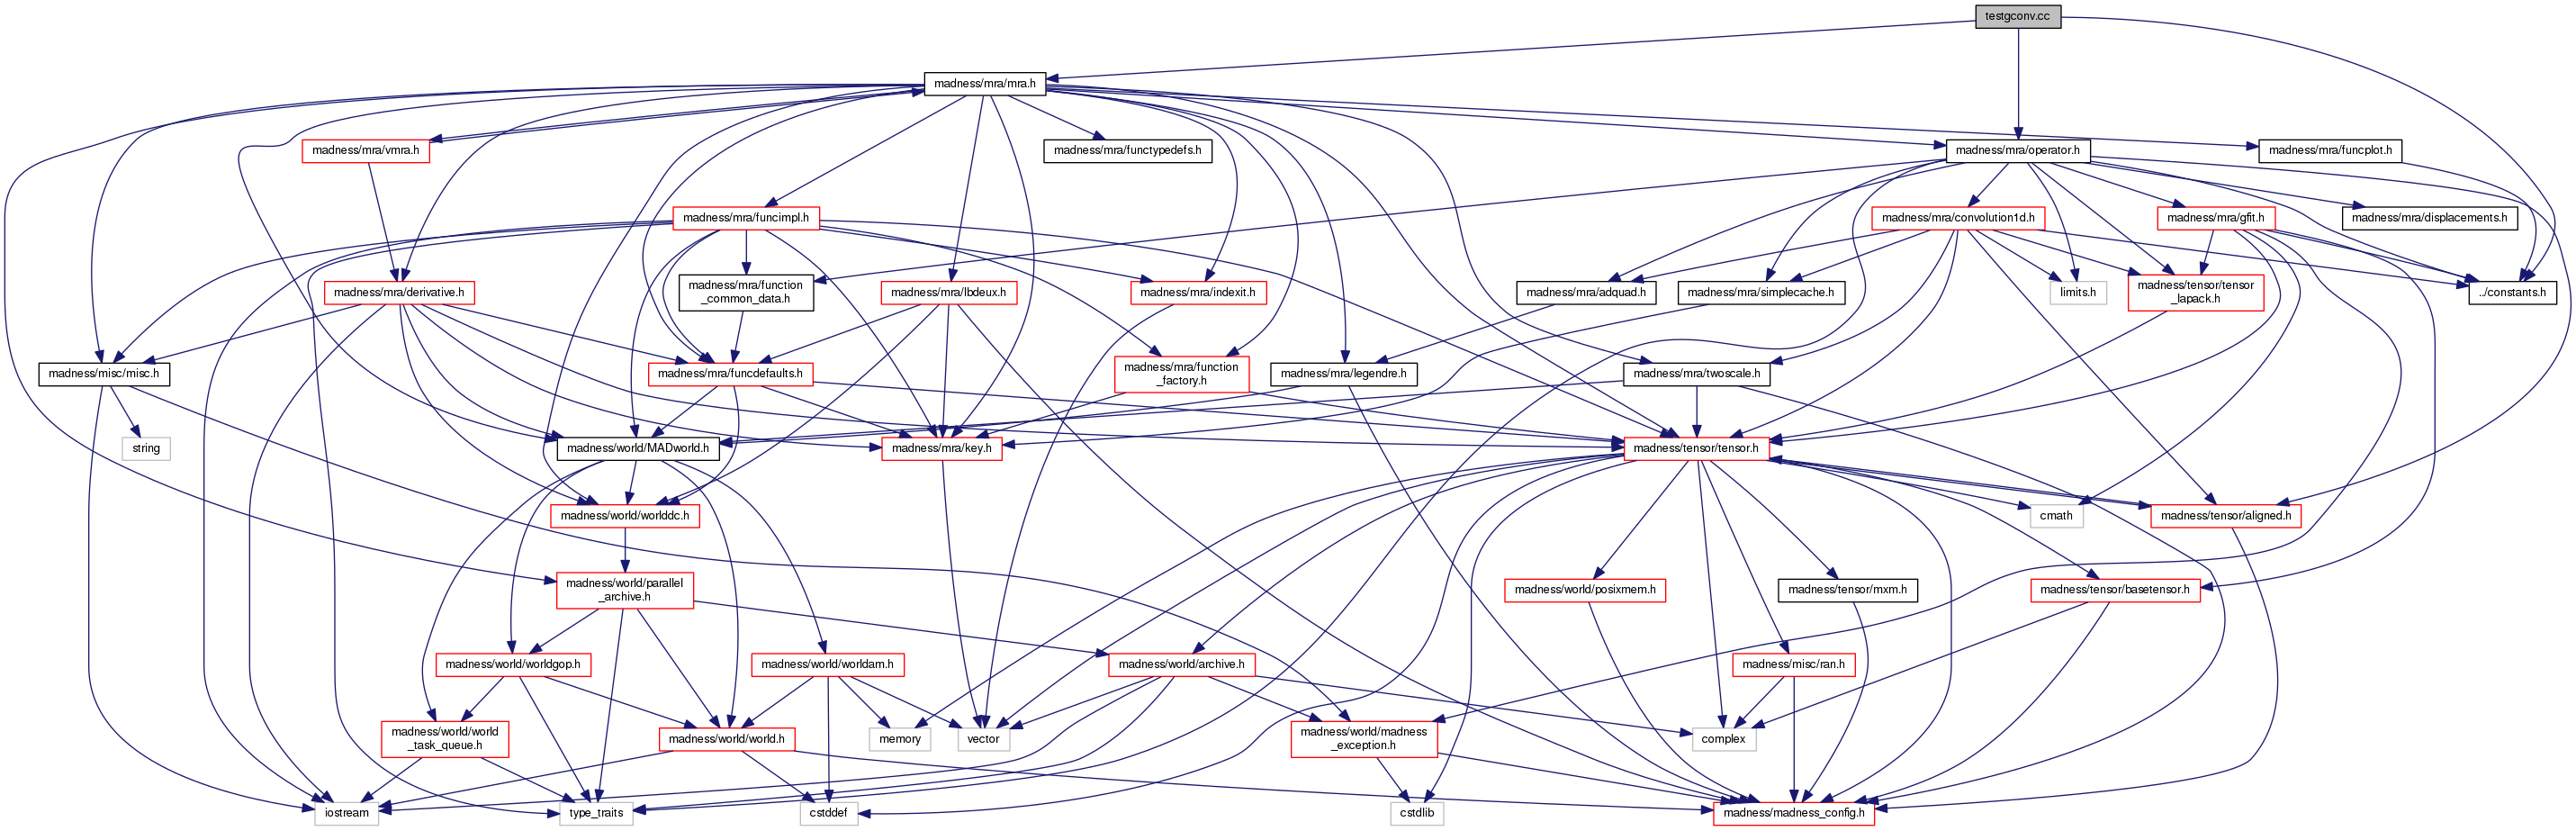 testgconv.cc
madness/mra/mra.h
madness/mra/vmra.h
madness/mra/functypedefs.h
madness/mra/operator.h
madness/mra/funcplot.h
madness/mra/funcimpl.h
madness/mra/convolution1d.h
madness/mra/gfit.h
madness/mra/displacements.h
madness/mra/derivative.h
madness/mra/function
_common_data.h
madness/mra/lbdeux.h
madness/mra/indexit.h
madness/mra/adquad.h
madness/mra/simplecache.h
limits.h
madness/tensor/tensor
_lapack.h
../constants.h
madness/misc/misc.h
madness/mra/funcdefaults.h
madness/mra/function
_factory.h
madness/mra/legendre.h
madness/mra/twoscale.h
string
madness/world/MADworld.h
madness/mra/key.h
madness/tensor/tensor.h
madness/world/worlddc.h
cmath
madness/tensor/aligned.h
madness/world/parallel
_archive.h
madness/world/posixmem.h
madness/tensor/mxm.h
madness/tensor/basetensor.h
madness/world/worldgop.h
madness/world/worldam.h
madness/world/archive.h
madness/misc/ran.h
madness/world/world
_task_queue.h
madness/world/world.h
memory
vector
madness/world/madness
_exception.h
complex
iostream
type_traits
cstddef
cstdlib
madness/madness_config.h